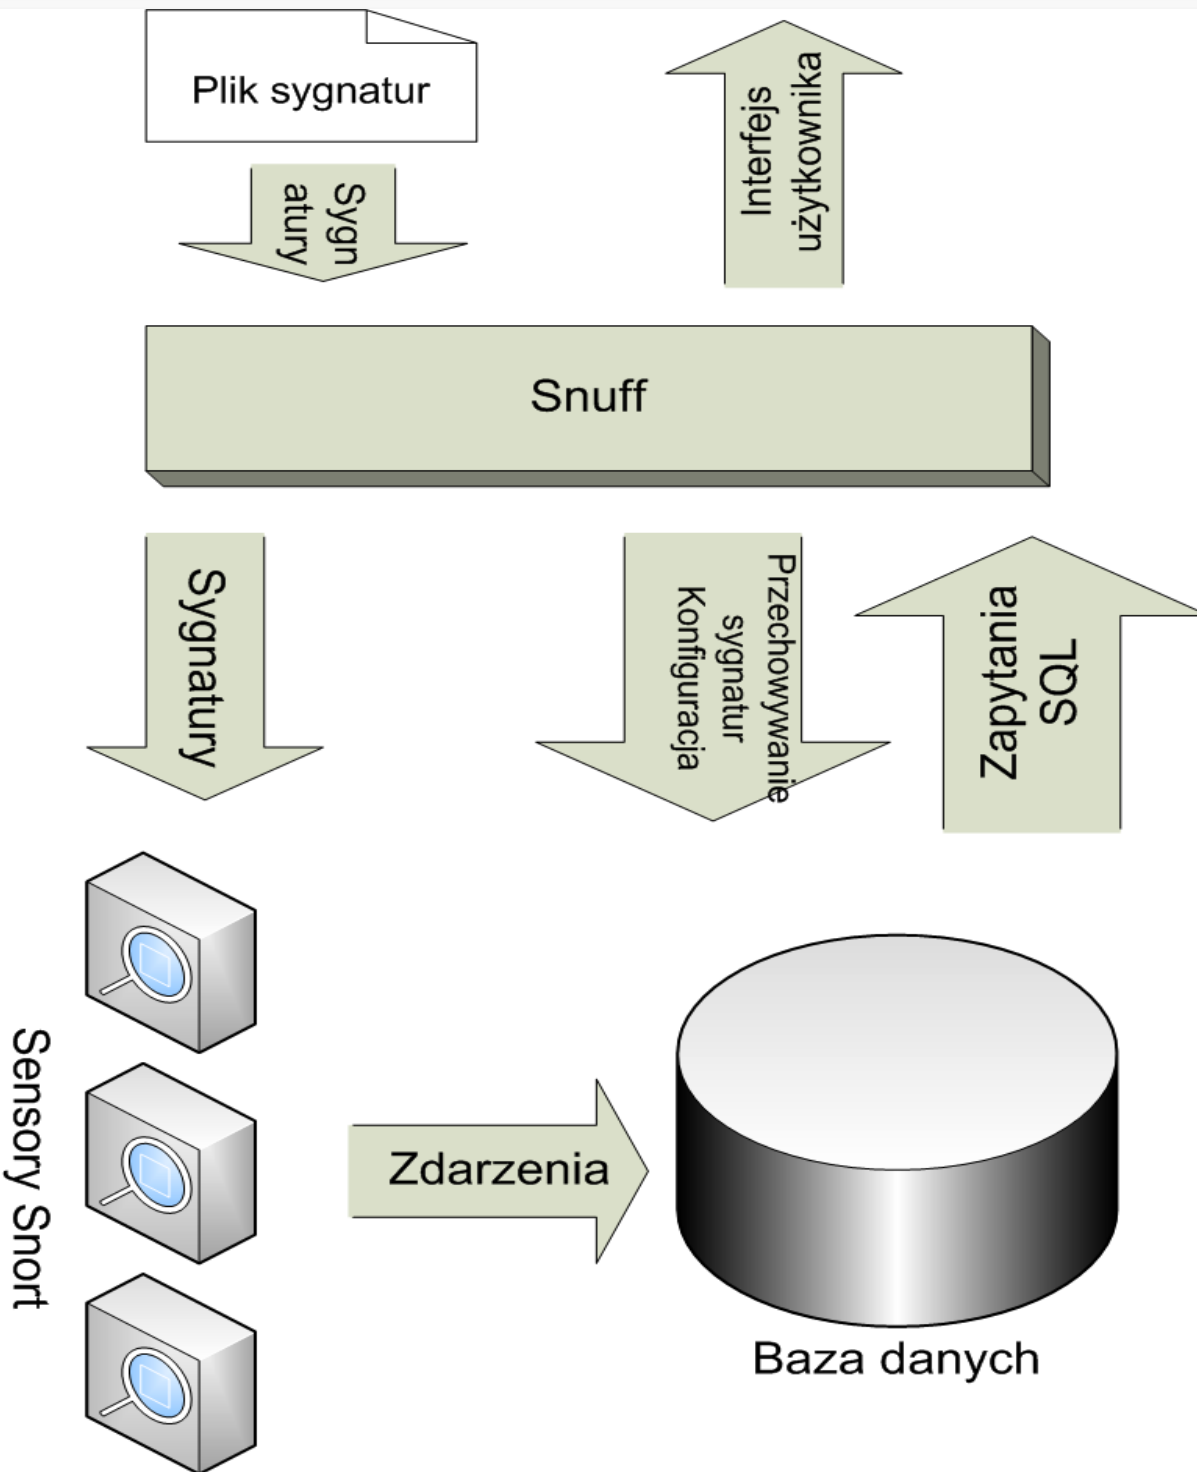 Plik sygnatur
Interfejs
użytkownika
Sygn
atury
Snuff
Sygnatury
Przechowywanie
sygnatur
Konfiguracja
Zapytania
SQL
Sensory Snort
Zdarzenia
Baza danych